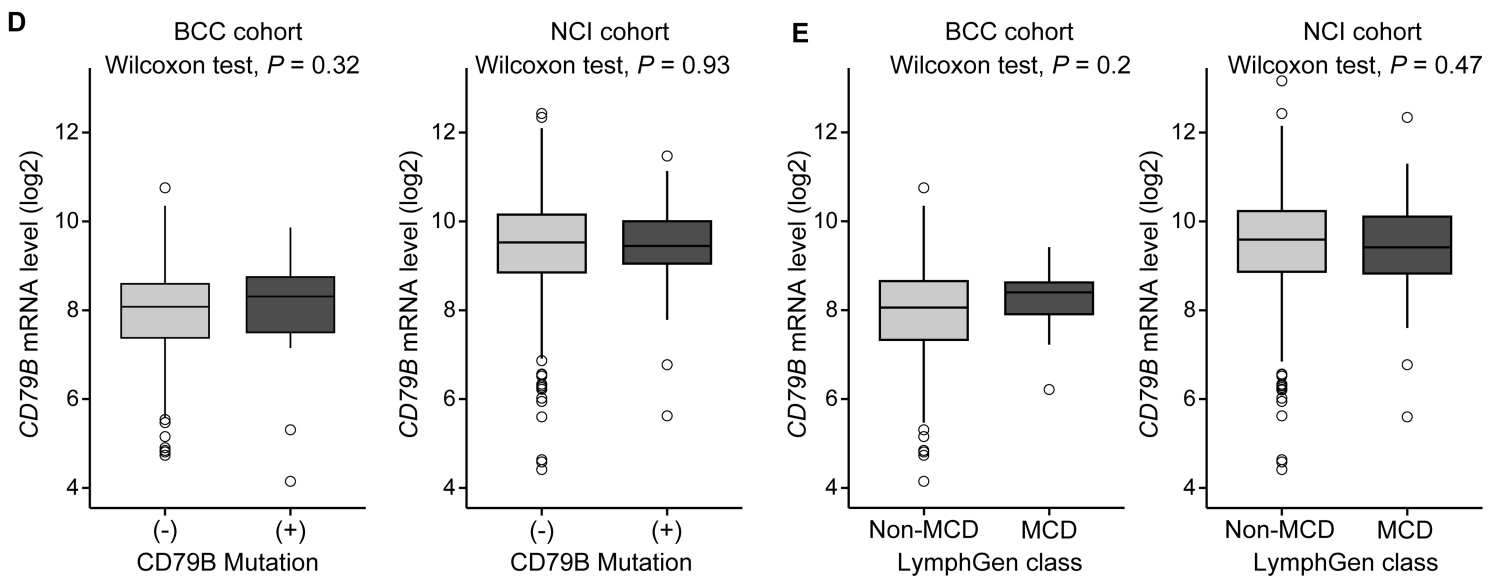 D
BCC cohort
Wilcoxon test, P = 0.32
CD79B mRNA level (log2)
12
10
8
6
4
(-)
(+)
CD79B Mutation
NCI cohort
Wilcoxon test, P = 0.93
CD79B mRNA level (log2)
12
10
8
6
4
(-)
(+)
CD79B Mutation
E
BCC cohort
Wilcoxon test, P = 0.2
CD79B mRNA level (log2)
12
10
8
6
4
Non-MCD
MCD
LymphGen class
NCI cohort
Wilcoxon test, P = 0.47
CD79B mRNA level (log2)
12
10
8
6
4
Non-MCD
MCD
LymphGen class